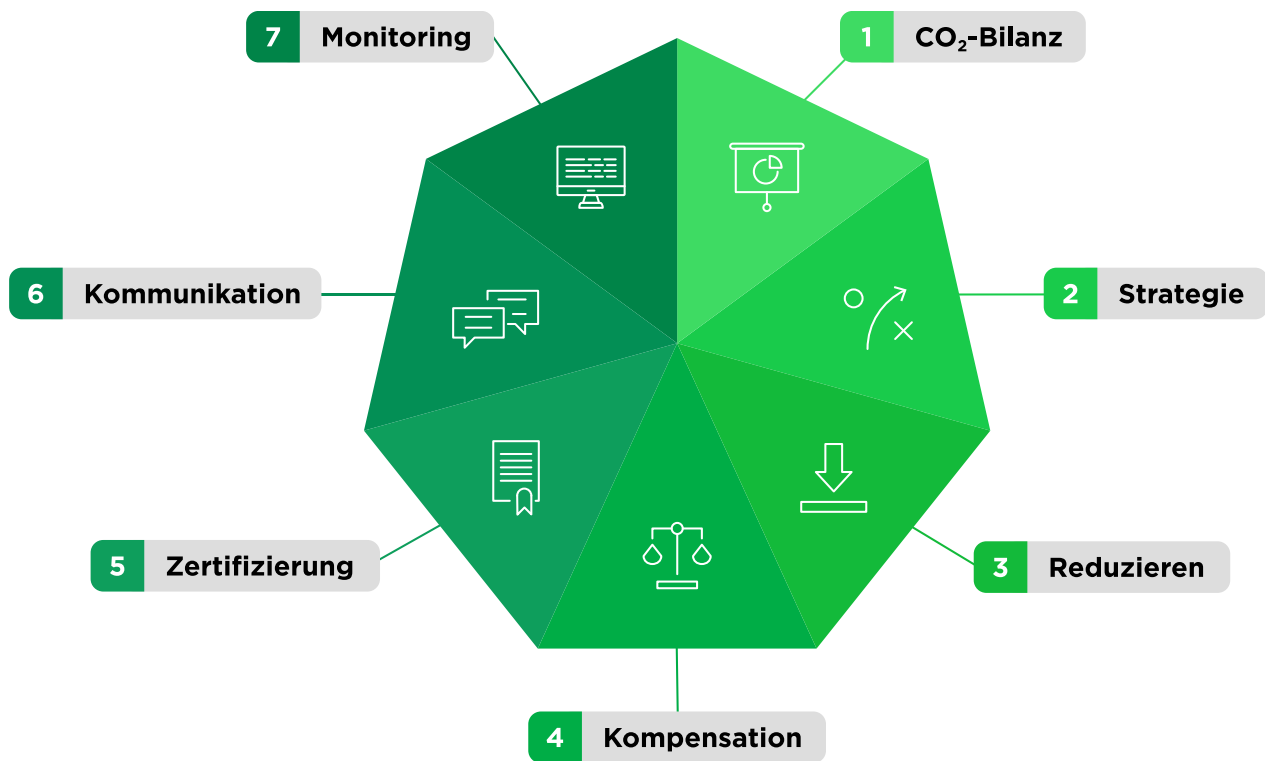 1 CO₂-Bilanz
2 Strategie
3 Reduzieren
4 Kompensation
5 Zertifizierung
6 Kommunikation
7 Monitoring